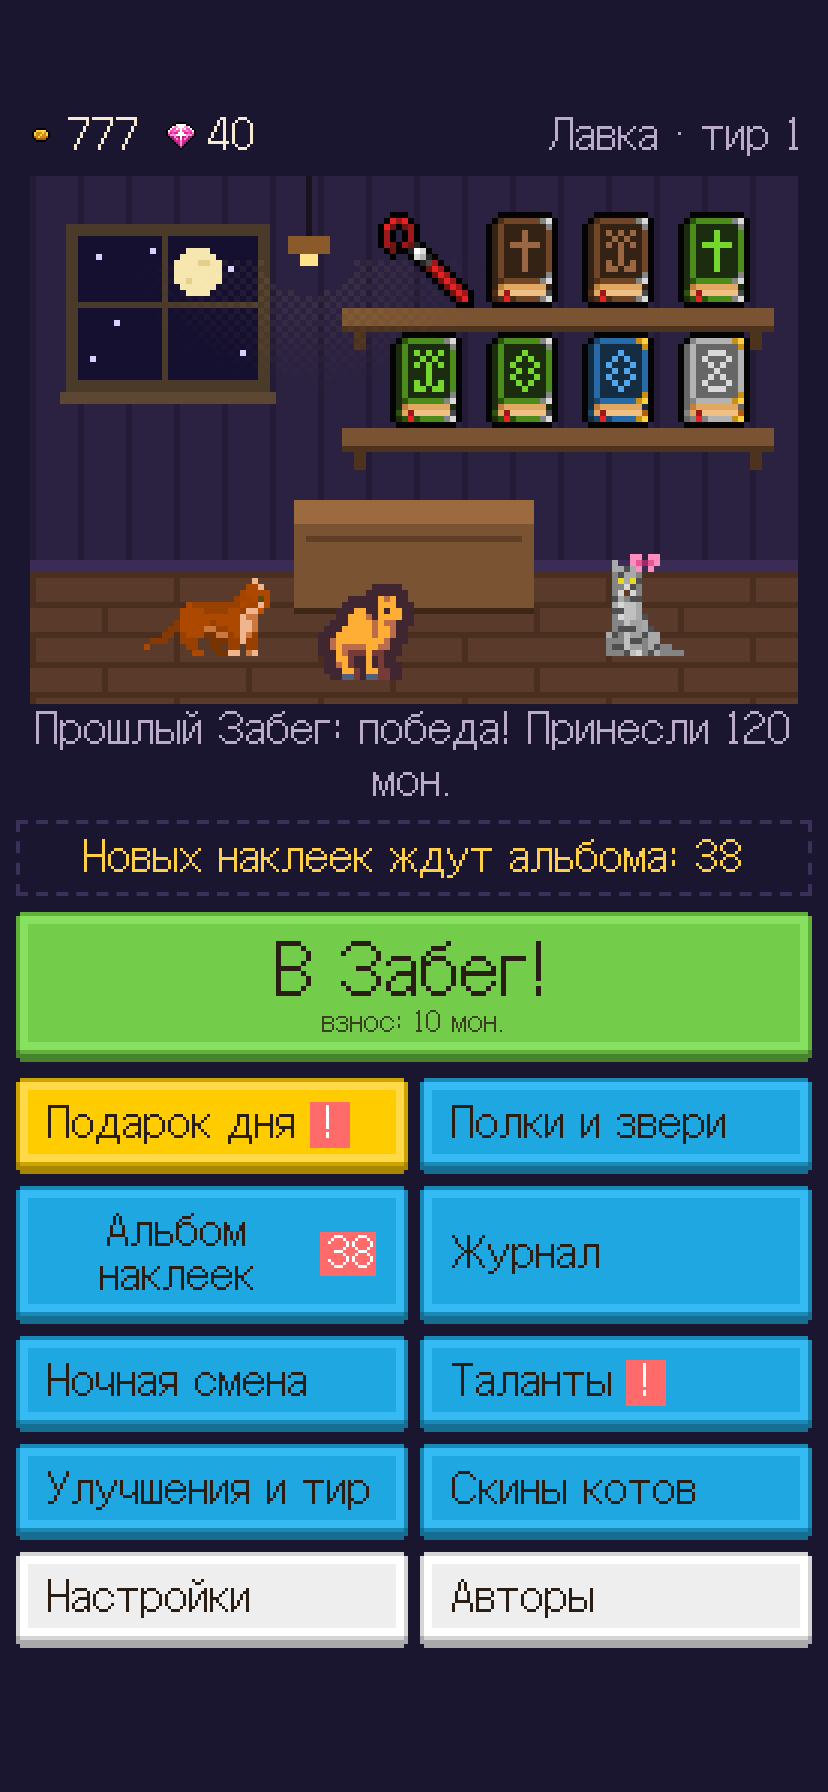 777 40 Лавка · тир 1
Прошлый Забег: победа! Принесли 120
мон.
Новых наклеек ждут альбома: 38
В Забег!
взнос: 10 мон.
Подарок дня ! Полки и звери
Альбом
наклеек 38 Журнал
Ночная смена Таланты !
Улучшения и тир Скины котов
Настройки Авторы